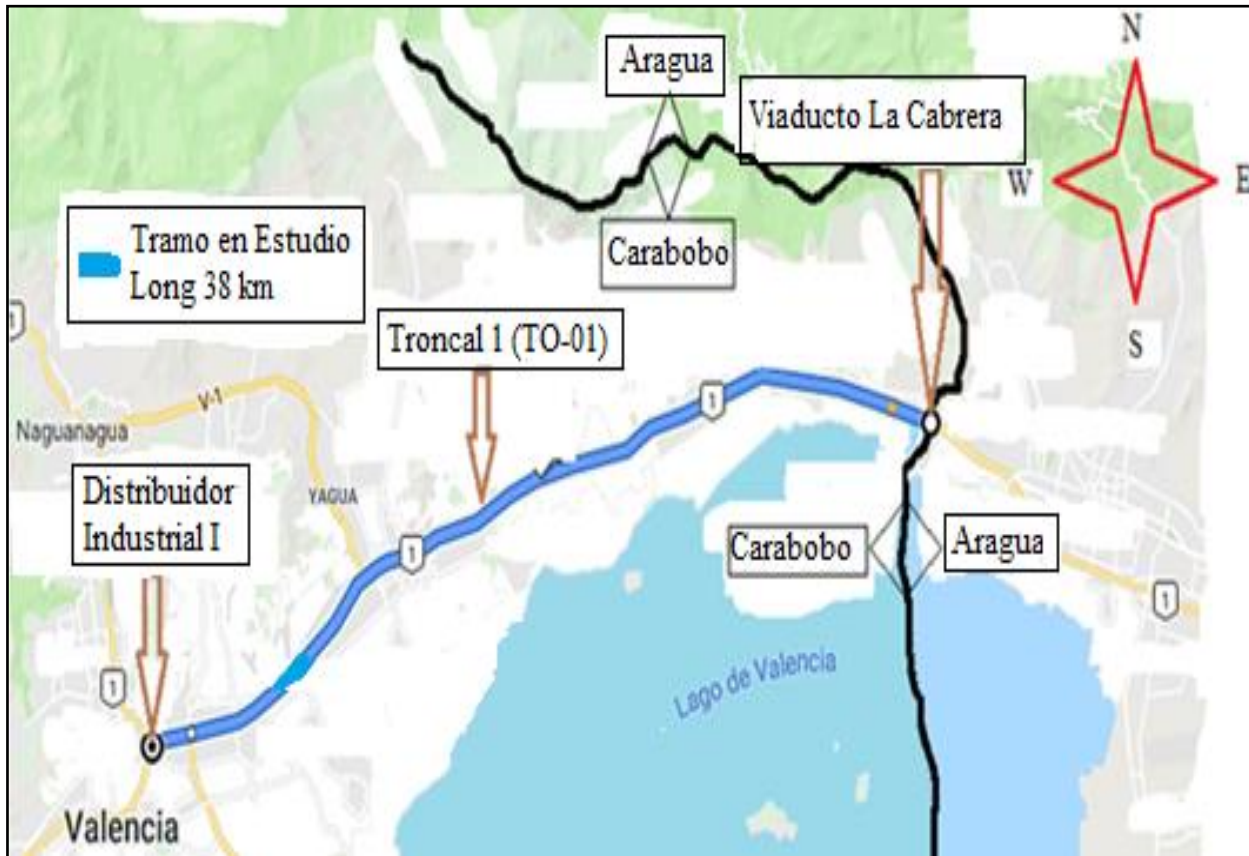 N
Aragua
Viaducto La Cabrera
W
E
Carabobo
S
Tramo en Estudio
Long 38 km
1
Troncal 1 (TO-01)
V-1
1
Naguanagua
Distribuidor
Industrial I
YAGUA
1
Carabobo
Aragua
1
1
Lago de Valencia
Valencia